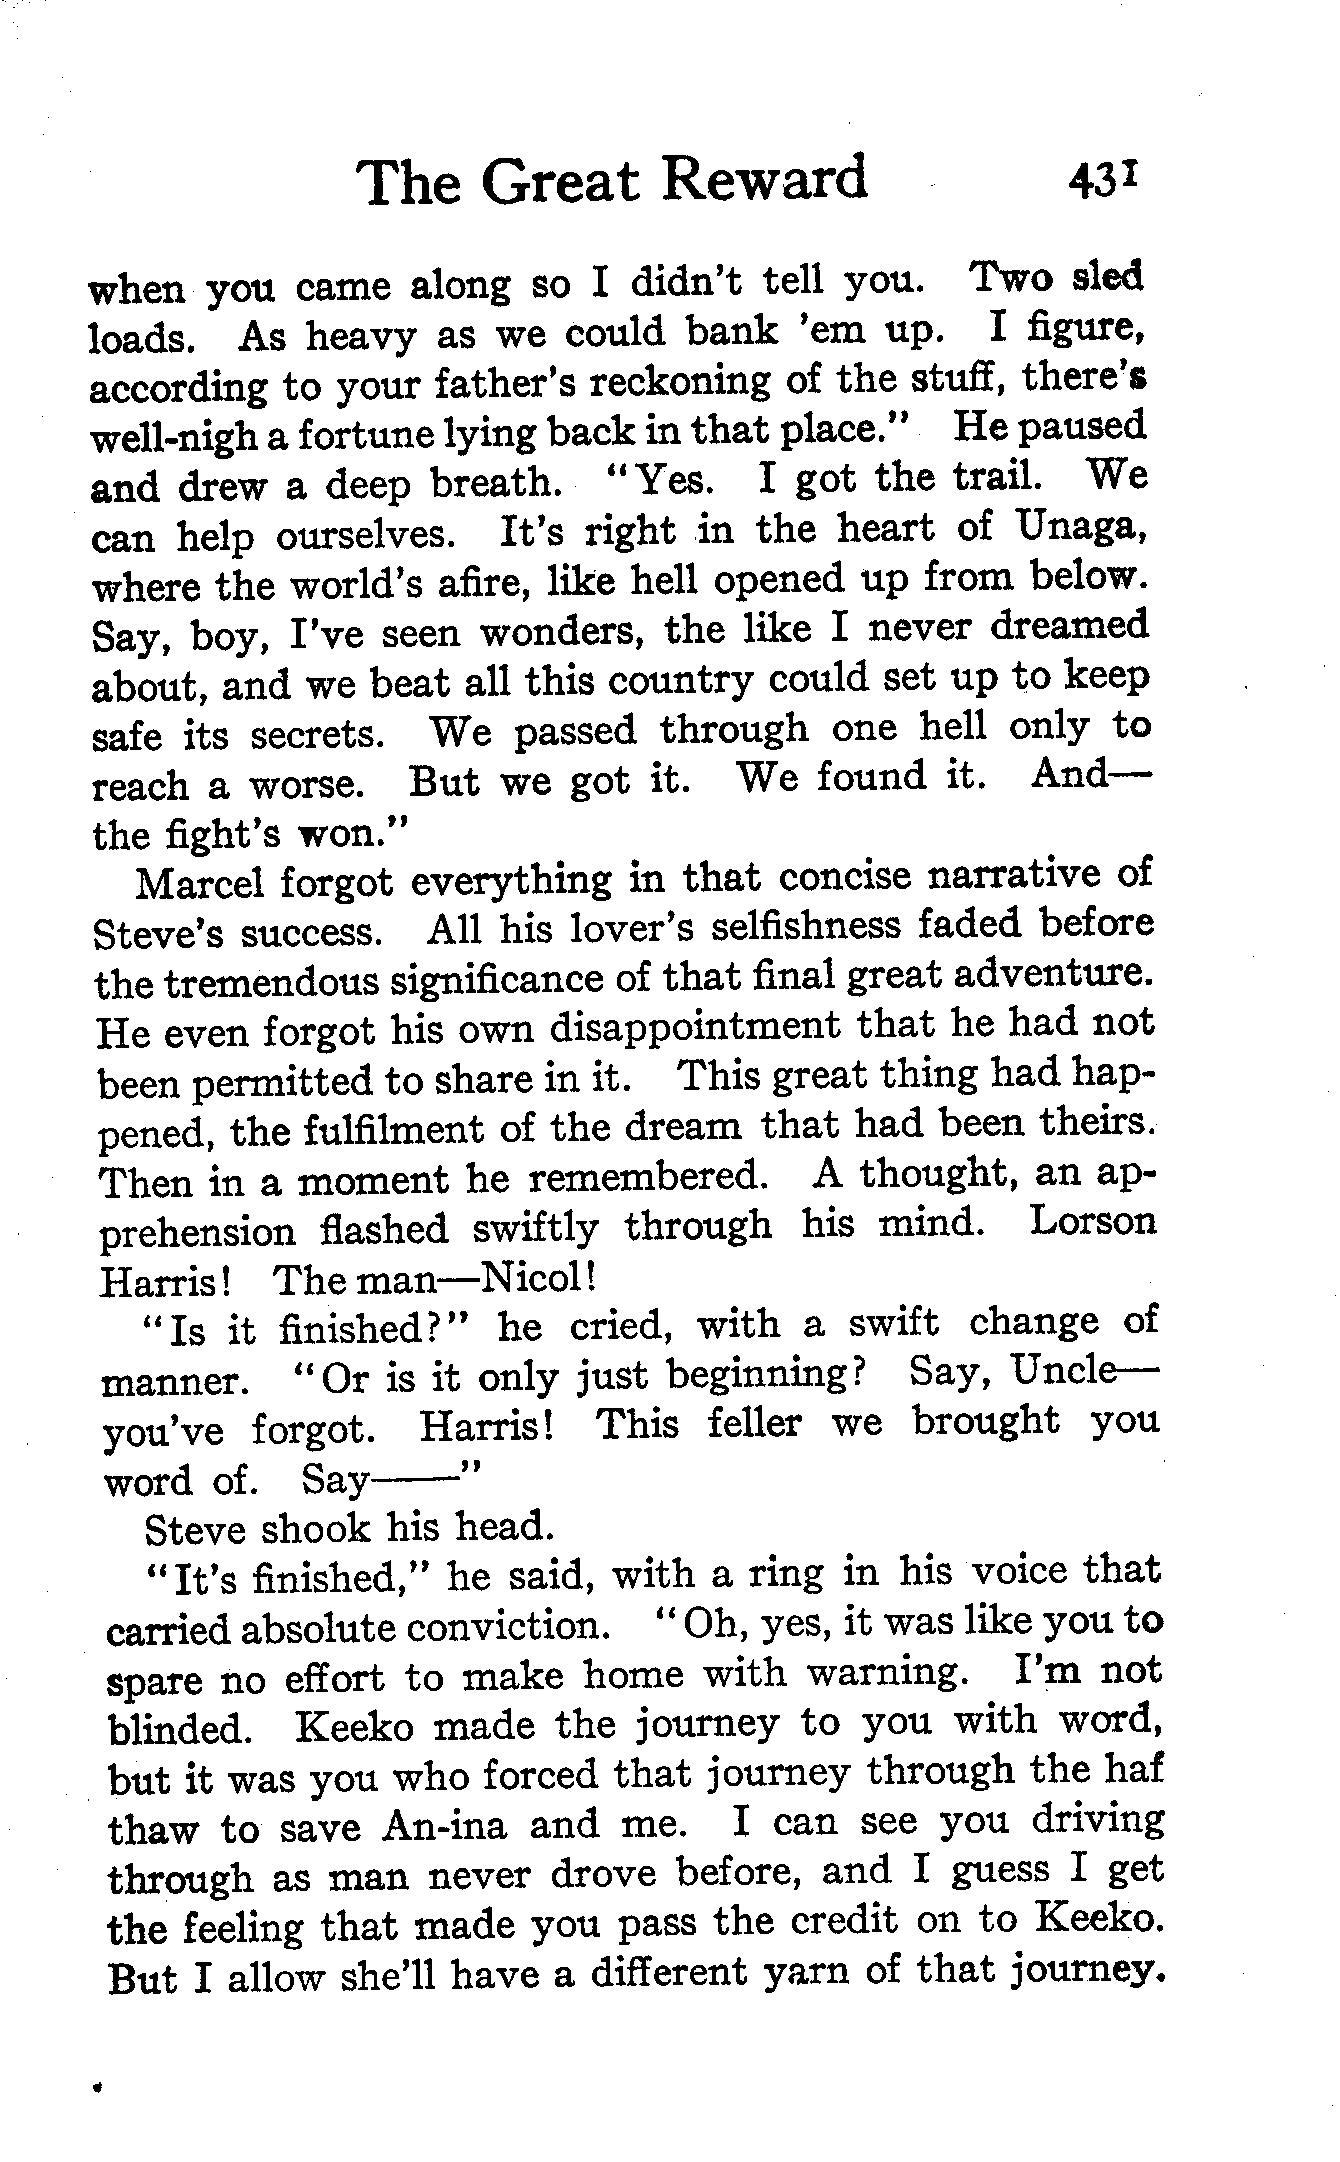 The Great Reward 431
when you came along so I didn't tell you. Two sled
loads. As heavy as we could bank 'em up. I figure,
according to your father's reckoning of the stuff, there's
well-nigh a fortune lying back in that place." He paused
and drew a deep breath. "Yes. I got the trail. We
can help ourselves. It's right in the heart of Unaga,
where the world's afire, like hell opened up from below.
Say, boy, I've seen wonders, the like I never dreamed
about, and we beat all this country could set up to keep
safe its secrets. We passed through one hell only to
reach a worse. But we got it. We found it. And—
the fight's won."
Marcel forgot everything in that concise narrative of
Steve's success. All his lover's selfishness faded before
the tremendous significance of that final great adventure.
He even forgot his own disappointment that he had not
been permitted to share in it. This great thing had hap-
pened, the fulfilment of the dream that had been theirs.
Then in a moment he remembered. A thought, an ap-
prehension flashed swiftly through his mind. Lorson
Harris! The man—Nicol!
"Is it finished?" he cried, with a swift change of
manner. "Or is it only just beginning? Say, Uncle—
you've forgot. Harris! This feller we brought you
word of. Say——"
Steve shook his head.
"It's finished," he said, with a ring in his voice that
carried absolute conviction. "Oh, yes, it was like you to
spare no effort to make home with warning. I'm not
blinded. Keeko made the journey to you with word,
but it was you who forced that journey through the haf
thaw to save An-ina and me. I can see you driving
through as man never drove before, and I guess I get
the feeling that made you pass the credit on to Keeko.
But I allow she'll have a different yarn of that journey.